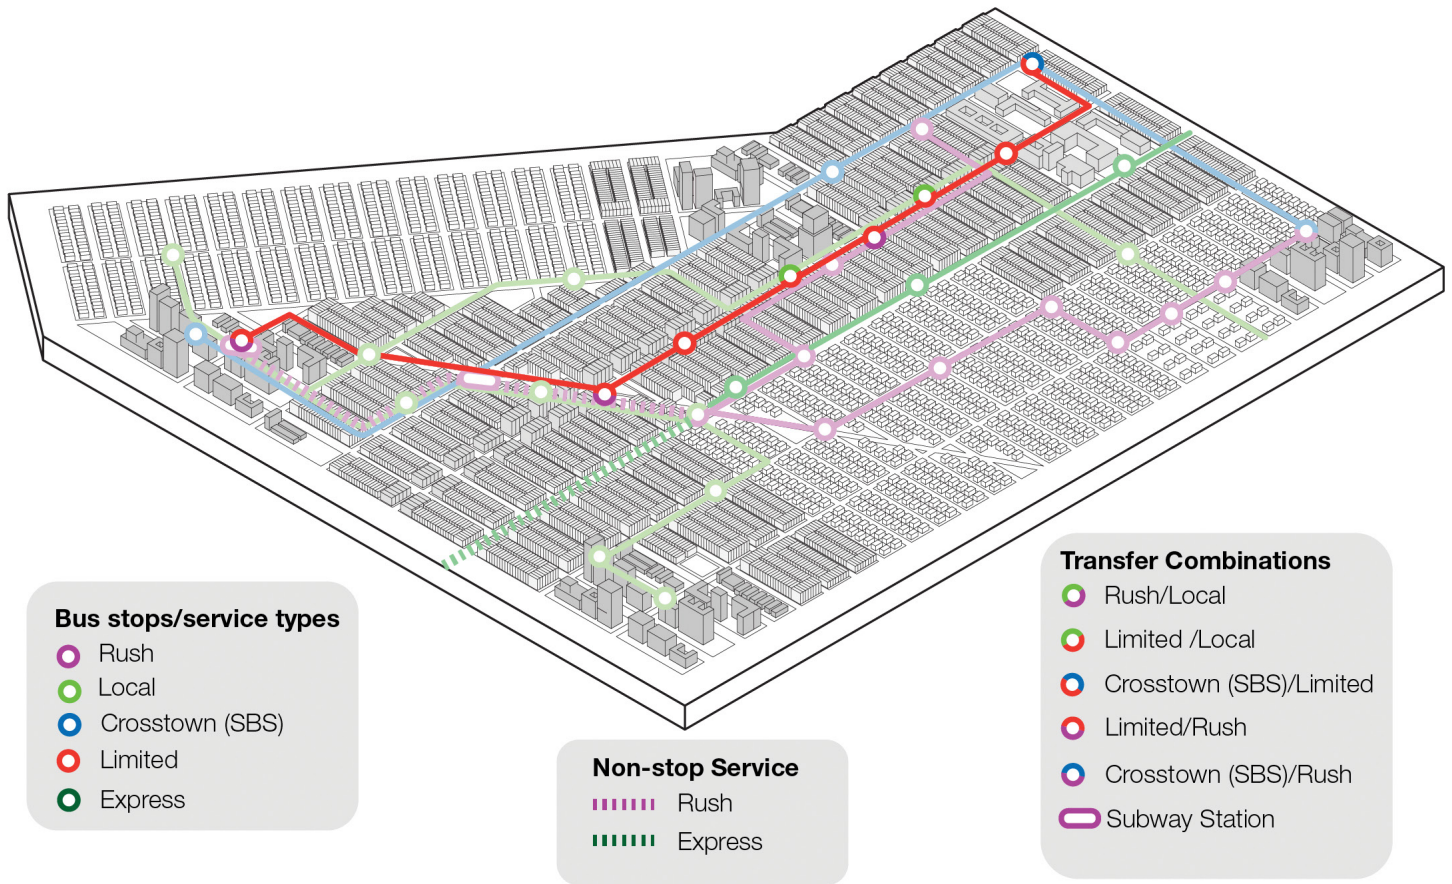 Bus stops/service types
Rush
Local
Crosstown (SBS)
Limited
Express
Non-stop Service
Rush
Express
Transfer Combinations
Rush/Local
Limited /Local
Crosstown (SBS)/Limited
Limited/Rush
Crosstown (SBS)/Rush
Subway Station